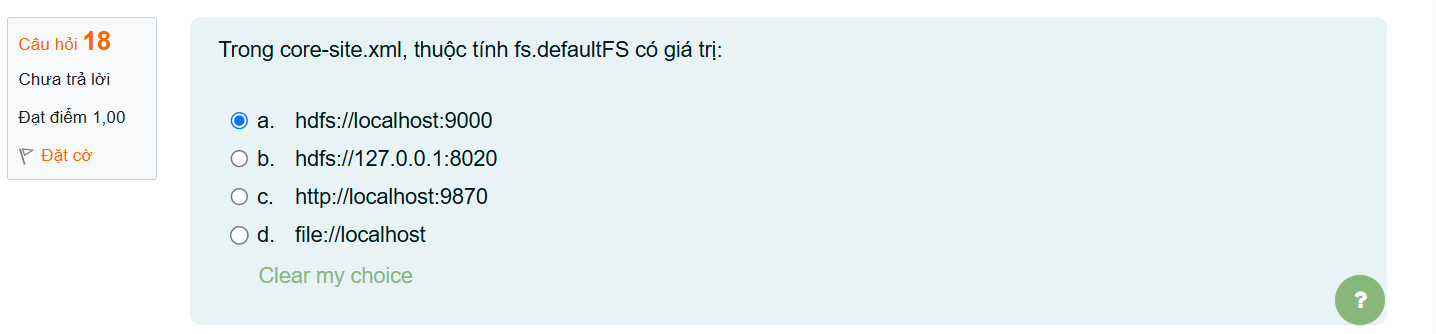 Câu hỏi 18
Chưa trả lời
Đạt điểm 1,00
Đặt cờ
Trong core-site.xml, thuộc tính fs.defaultFS có giá trị:
a. hdfs://localhost:9000
b. hdfs://127.0.0.1:8020
c. http://localhost:9870
d. file://localhost
Clear my choice
?